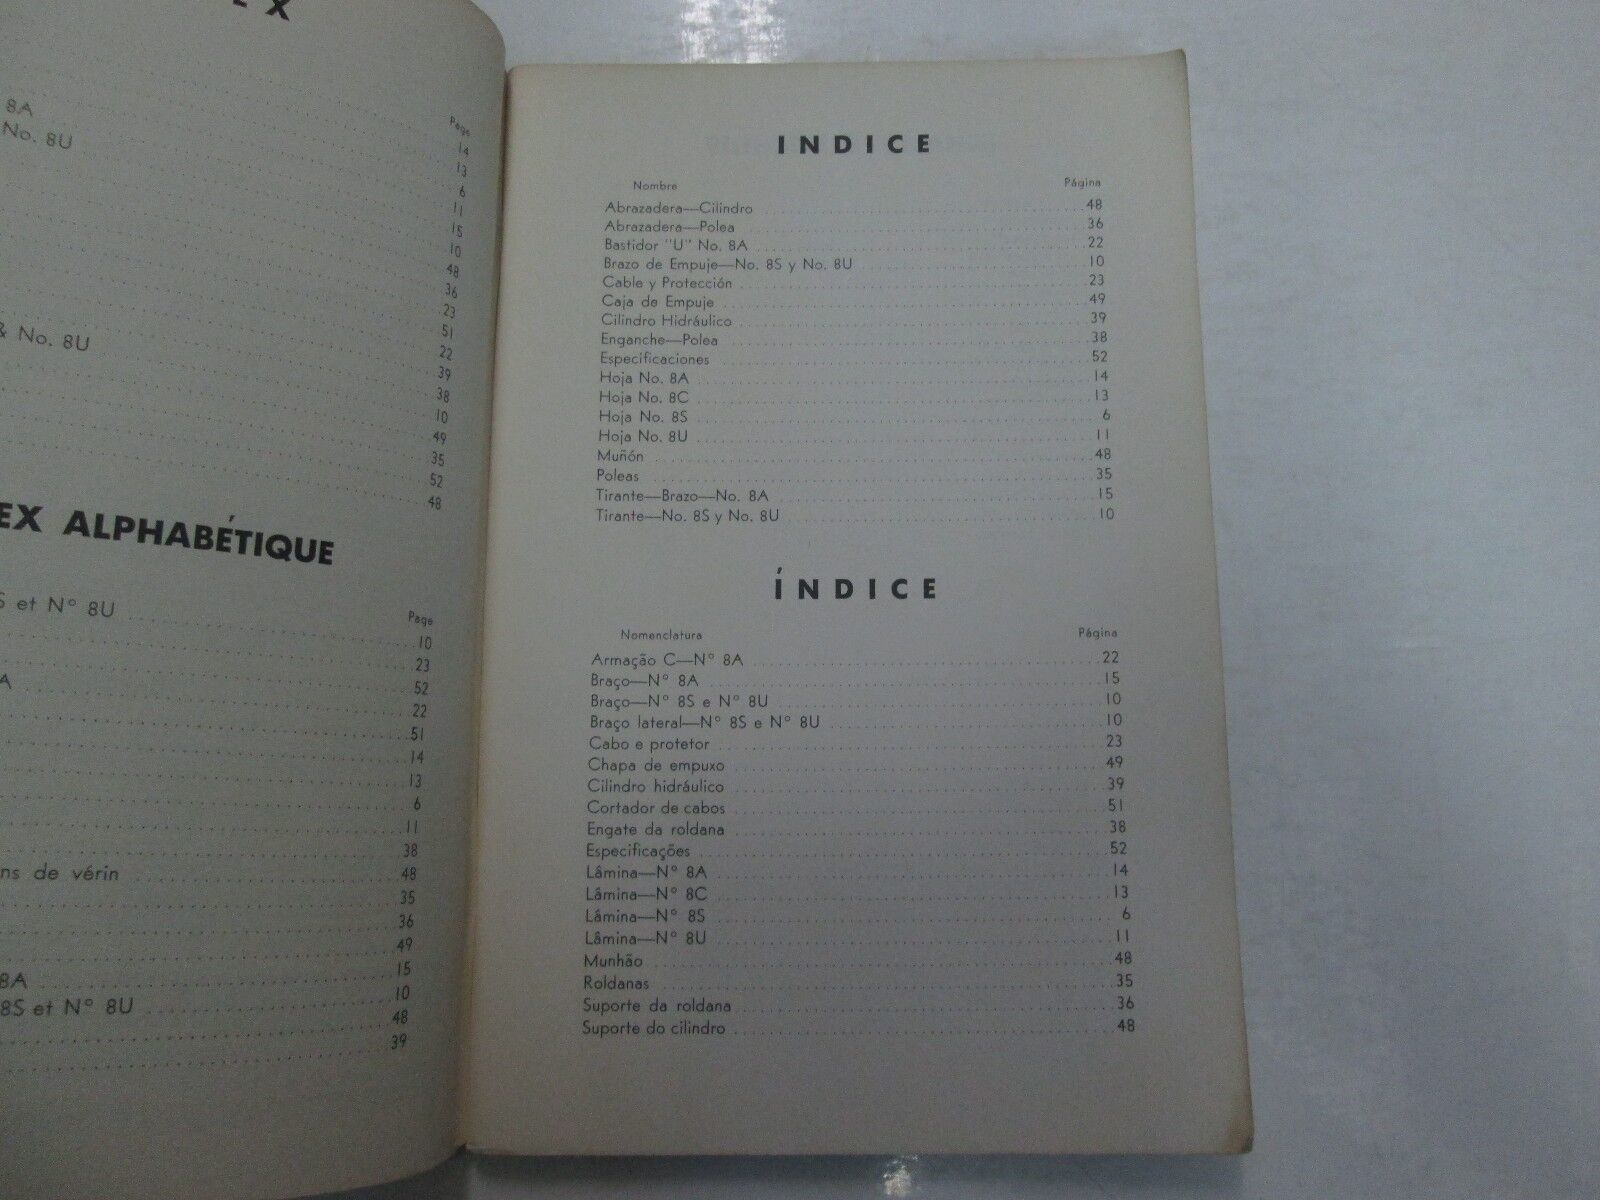 EX
Page
14
8A 13
No. 8U 6
11
15
10
48
36
23
51
& No. 8U 22
39
38
10
49
35
52
48
EX ALPHABÉTIQUE
Page
S et N° 8U 10
23
52
A 22
51
14
13
6
11
38
ns de vérin 48
35
36
49
8A 15
8S et N° 8U 10
48
39
INDICE
Nombre Página
Abrazadera—Cilindro 48
Abrazadera—Polea 36
Bastidor "U" No. 8A 22
Brazo de Empuje—No. 8S y No. 8U 10
Cable y Protección 23
Caja de Empuje 49
Cilindro Hidráulico 39
Enganche—Polea 38
Especificaciones 52
Hoja No. 8A 14
Hoja No. 8C 13
Hoja No. 8S 6
Hoja No. 8U 11
Muñón 48
Poleas 35
Tirante—Brazo—No. 8A 15
Tirante—No. 8S y No. 8U 10
ÍNDICE
Nomenclatura Página
Armação C—N° 8A 22
Braço—N° 8A 15
Braço—N° 8S e N° 8U 10
Braço lateral—N° 8S e N° 8U 10
Cabo e protetor 23
Chapa de empuxo 49
Cilindro hidráulico 39
Cortador de cabos 51
Engate da roldana 38
Especificações 52
Lâmina—N° 8A 14
Lâmina—N° 8C 13
Lâmina—N° 8S 6
Lâmina—N° 8U 11
Munhão 48
Roldanas 35
Suporte da roldana 36
Suporte do cilindro 48